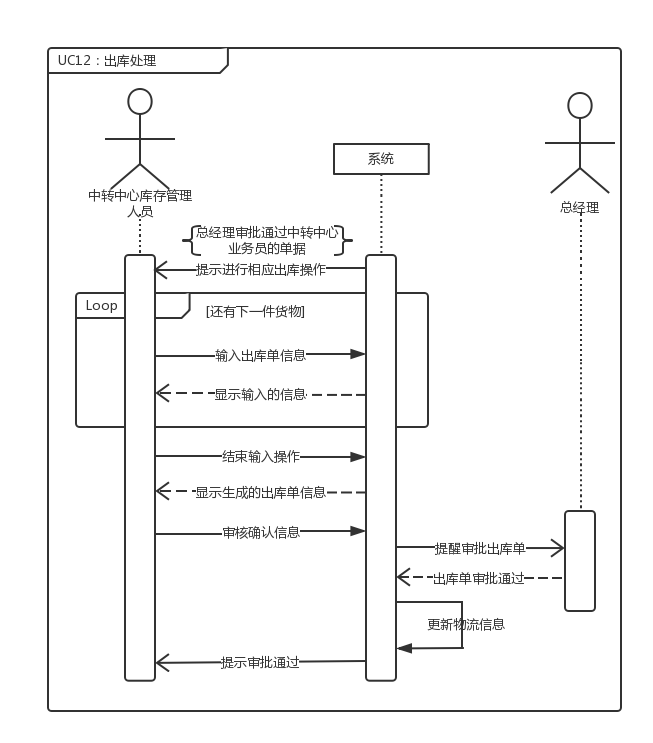 UC12：出库处理
中转中心库存管理
人员
系统
总经理
总经理审批通过中转中心
业务员的单据
提示进行相应出库操作
Loop
[还有下一件货物]
输入出库单信息
显示输入的信息
结束输入操作
显示生成的出库单信息
审核确认信息
提醒审批出库单
出库单审批通过
更新物流信息
提示审批通过